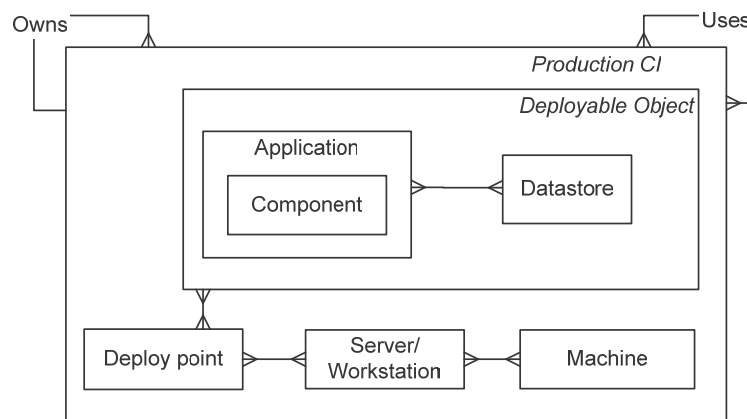 Owns
Uses
Production CI
Deployable Object
Application
Component
Datastore
Deploy point
Server/
Workstation
Machine